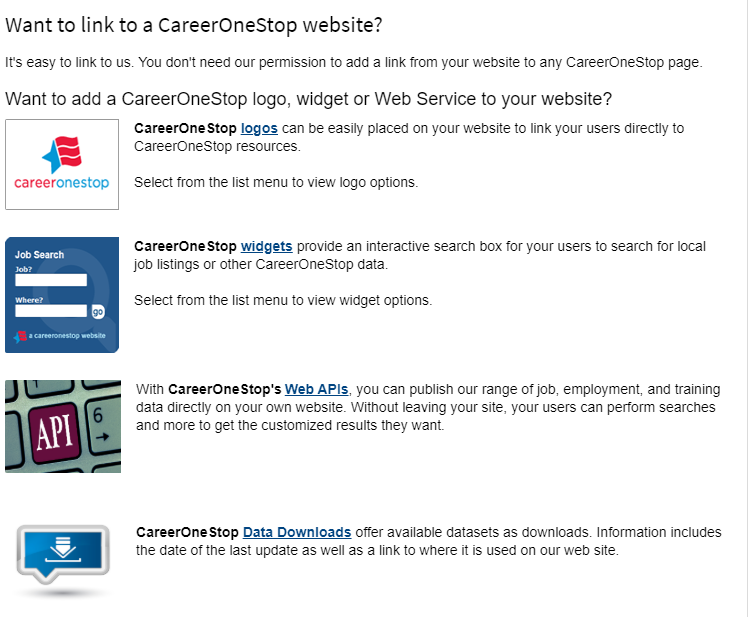 Want to link to a CareerOneStop website?
It's easy to link to us. You don't need our permission to add a link from your website to any CareerOneStop page.
Want to add a CareerOneStop logo, widget or Web Service to your website?
careeronestop
CareerOneStop logos can be easily placed on your website to link your users directly to
CareerOneStop resources.
Select from the list menu to view logo options.
Job Search
Job?
Where?
go
a careeronestop website
CareerOneStop widgets provide an interactive search box for your users to search for local
job listings or other CareerOneStop data.
Select from the list menu to view widget options.
API
6
With CareerOneStop's Web APIs, you can publish our range of job, employment, and training
data directly on your own website. Without leaving your site, your users can perform searches
and more to get the customized results they want.
CareerOneStop Data Downloads offer available datasets as downloads. Information includes
the date of the last update as well as a link to where it is used on our web site.